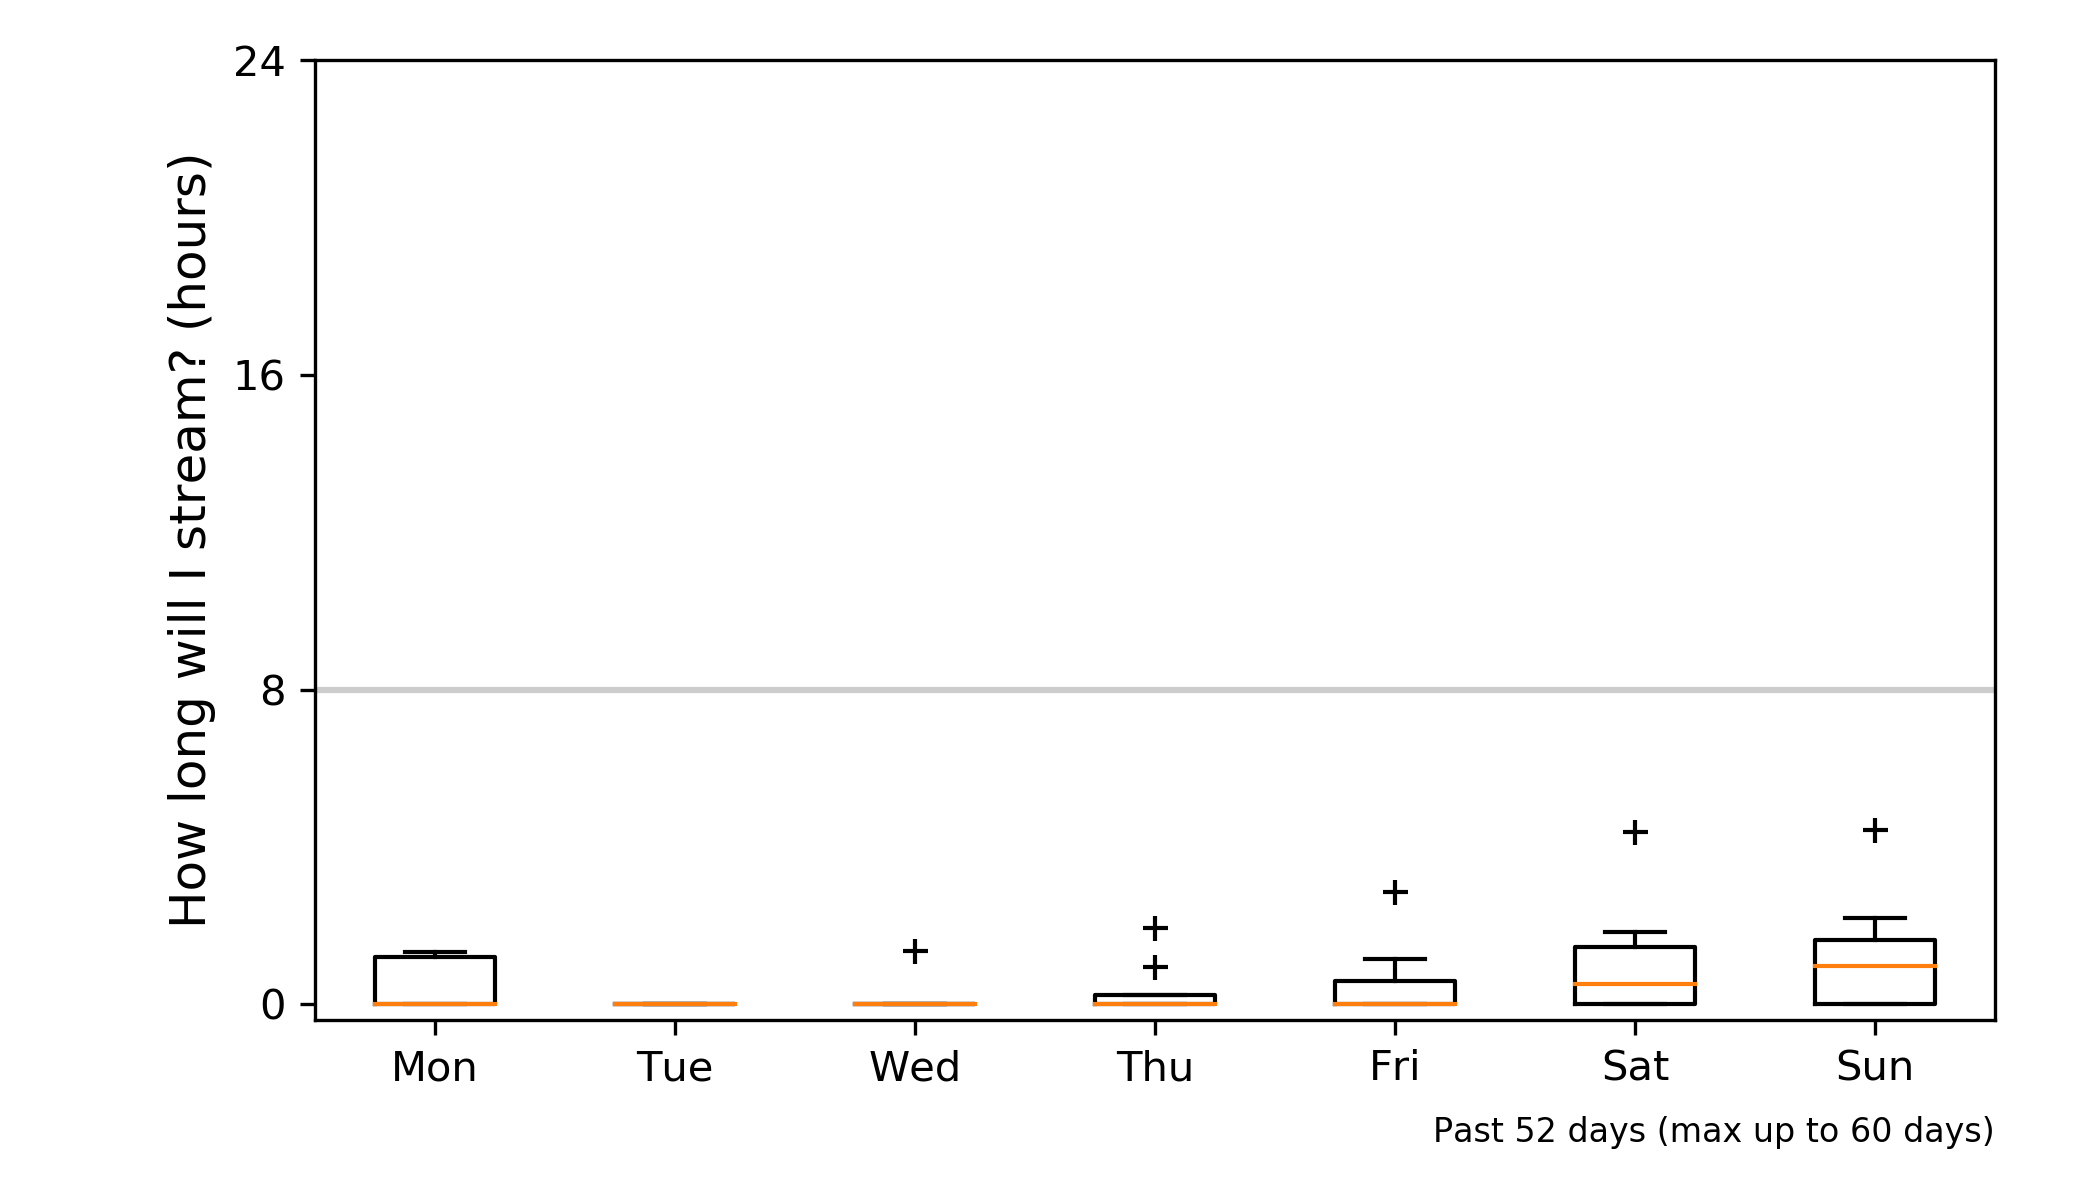 How long will I stream? (hours)
24
16
8
0
Mon Tue Wed Thu Fri Sat Sun
Past 52 days (max up to 60 days)